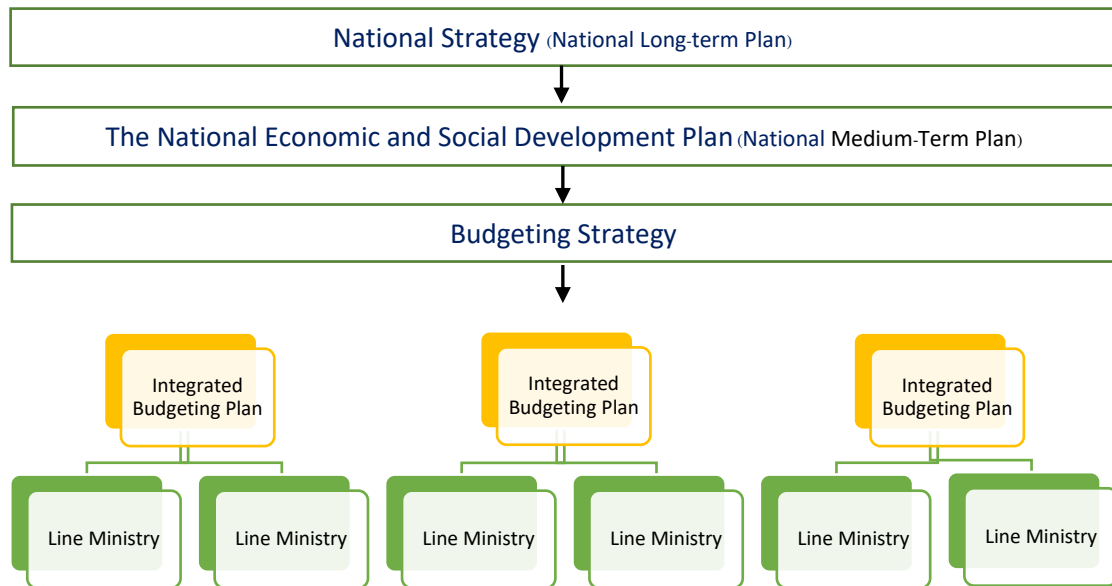 National Strategy (National Long-term Plan)
The National Economic and Social Development Plan (National Medium-Term Plan)
Budgeting Strategy
Integrated
Budgeting Plan
Integrated
Budgeting Plan
Integrated
Budgeting Plan
Line Ministry
Line Ministry
Line Ministry
Line Ministry
Line Ministry
Line Ministry